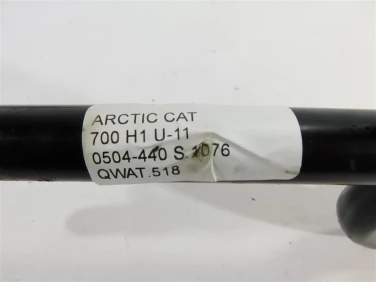 ARCTIC CAT
700 H1 U-11
0504-440 S 1076
QWAT.518